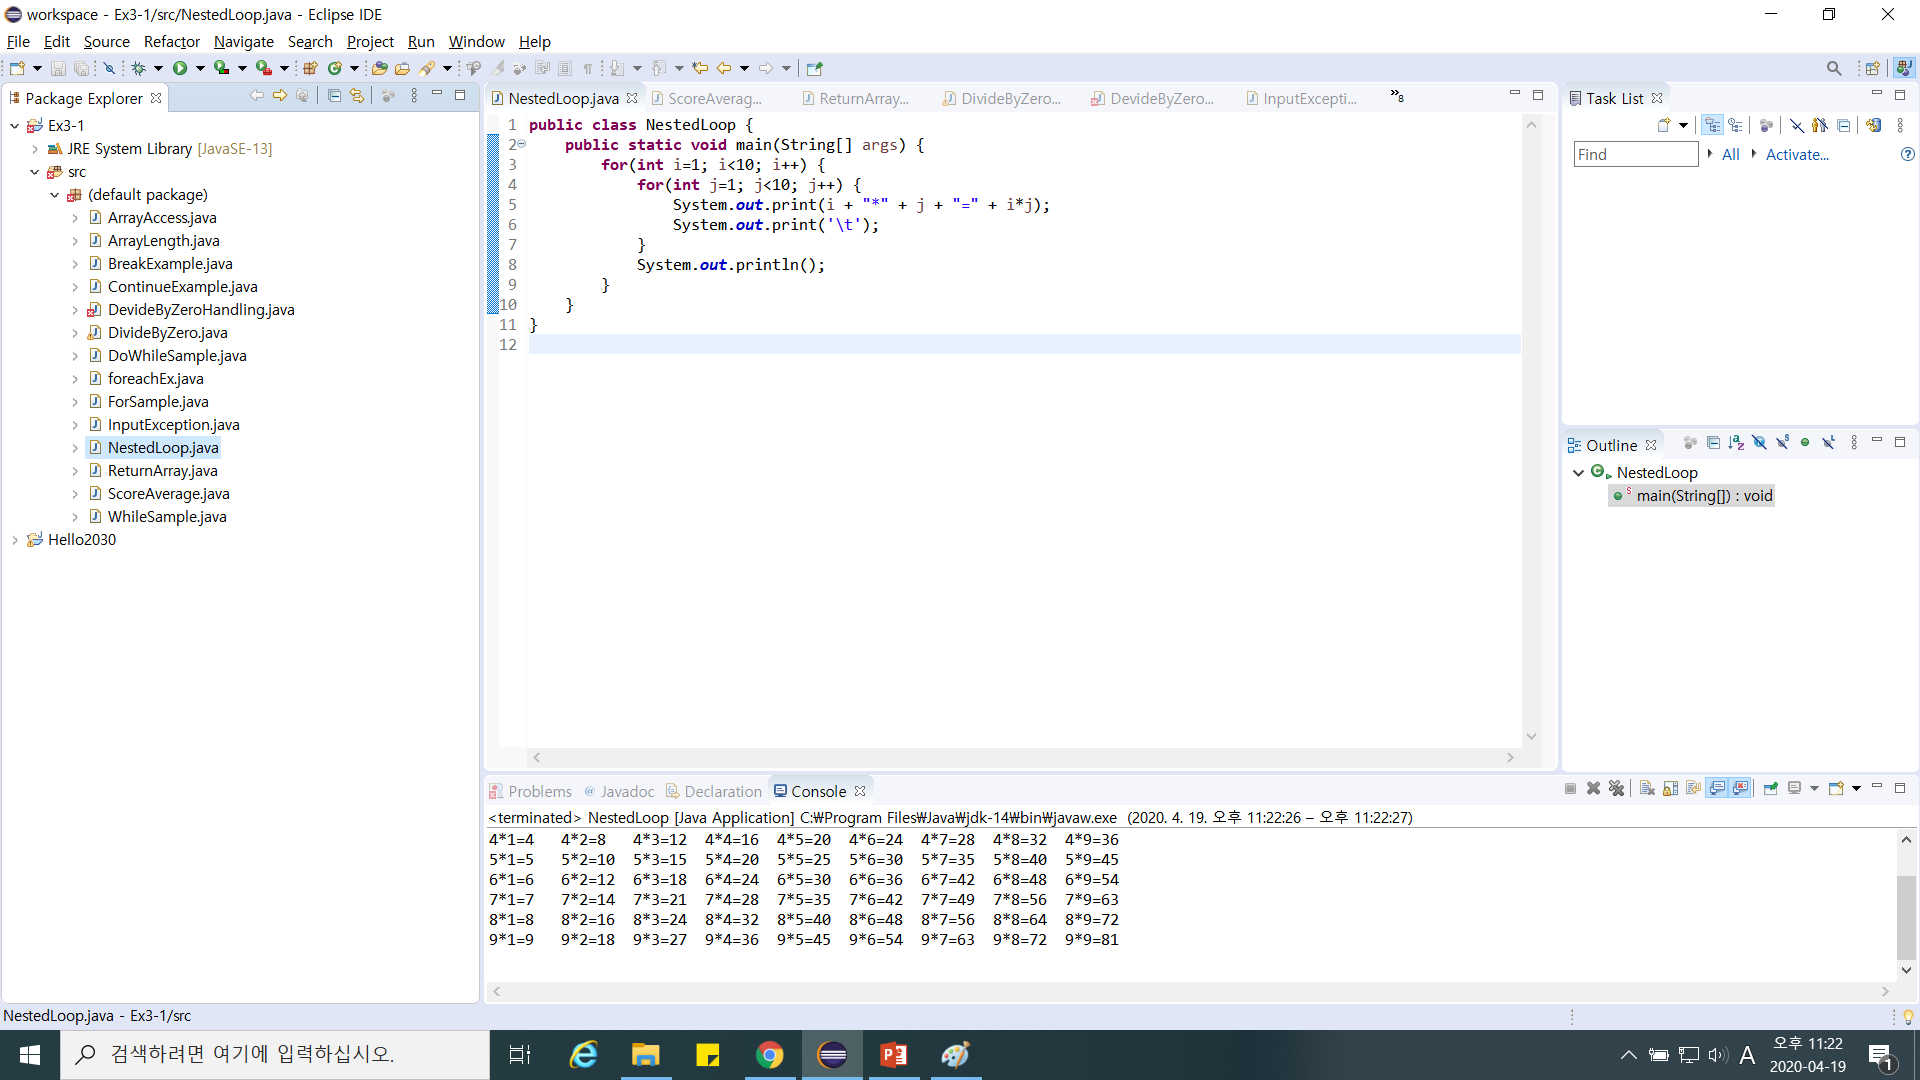 workspace - Ex3-1/src/NestedLoop.java - Eclipse IDE
File Edit Source Refactor Navigate Search Project Run Window Help
Package Explorer
Ex3-1
JRE System Library [JavaSE-13]
src
(default package)
ArrayAccess.java
ArrayLength.java
BreakExample.java
ContinueExample.java
DevideByZeroHandling.java
DivideByZero.java
DoWhileSample.java
foreachEx.java
ForSample.java
InputException.java
NestedLoop.java
ReturnArray.java
ScoreAverage.java
WhileSample.java
Hello2030
NestedLoop.java ScoreAverag... ReturnArray... DivideByZero... DevideByZero... InputExcepti... »8
1 public class NestedLoop {
2 public static void main(String[] args) {
3 for(int i=1; i<10; i++) {
4 for(int j=1; j<10; j++) {
5 System.out.print(i + "*" + j + "=" + i*j);
6 System.out.print('\t');
7 }
8 System.out.println();
9 }
10 }
11 }
12
Task List
Find All Activate...
Outline
NestedLoop
main(String[]) : void
Problems @ Javadoc Declaration Console
<terminated> NestedLoop [Java Application] C:₩Program Files₩Java₩jdk-14₩bin₩javaw.exe (2020. 4. 19. 오후 11:22:26 – 오후 11:22:27)
4*1=4 4*2=8 4*3=12 4*4=16 4*5=20 4*6=24 4*7=28 4*8=32 4*9=36
5*1=5 5*2=10 5*3=15 5*4=20 5*5=25 5*6=30 5*7=35 5*8=40 5*9=45
6*1=6 6*2=12 6*3=18 6*4=24 6*5=30 6*6=36 6*7=42 6*8=48 6*9=54
7*1=7 7*2=14 7*3=21 7*4=28 7*5=35 7*6=42 7*7=49 7*8=56 7*9=63
8*1=8 8*2=16 8*3=24 8*4=32 8*5=40 8*6=48 8*7=56 8*8=64 8*9=72
9*1=9 9*2=18 9*3=27 9*4=36 9*5=45 9*6=54 9*7=63 9*8=72 9*9=81
NestedLoop.java - Ex3-1/src
검색하려면 여기에 입력하십시오.
A
오후 11:22
2020-04-19
1